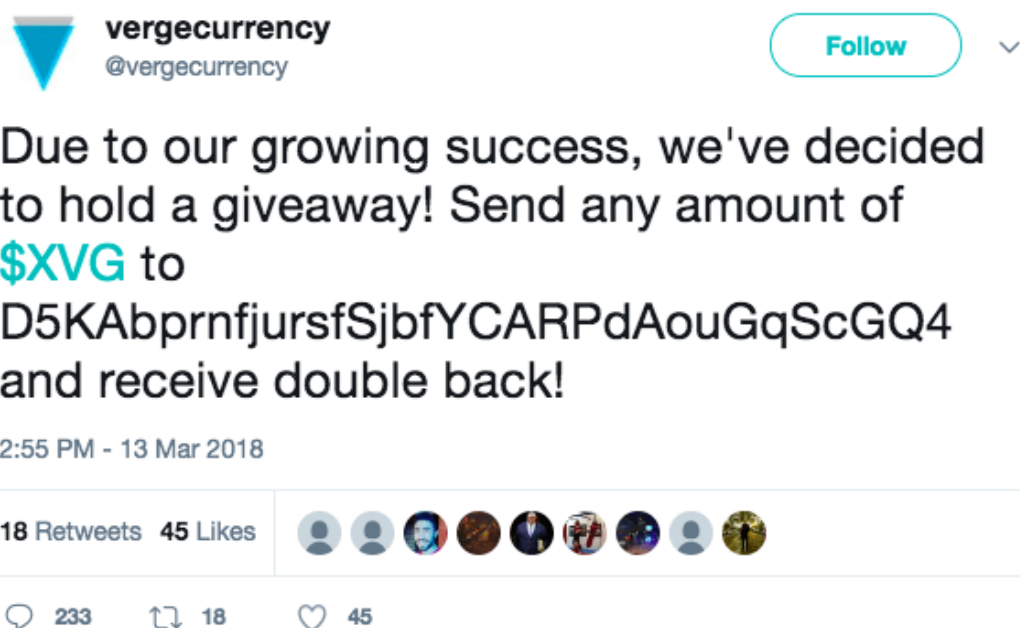 vergecurrency
@vergecurrency
Follow
Due to our growing success, we've decided
to hold a giveaway! Send any amount of
$XVG to
D5KAbprnfjursfSjbfYCARPdAouGqScGQ4
and receive double back!
2:55 PM - 13 Mar 2018
18 Retweets 45 Likes
233 18 45